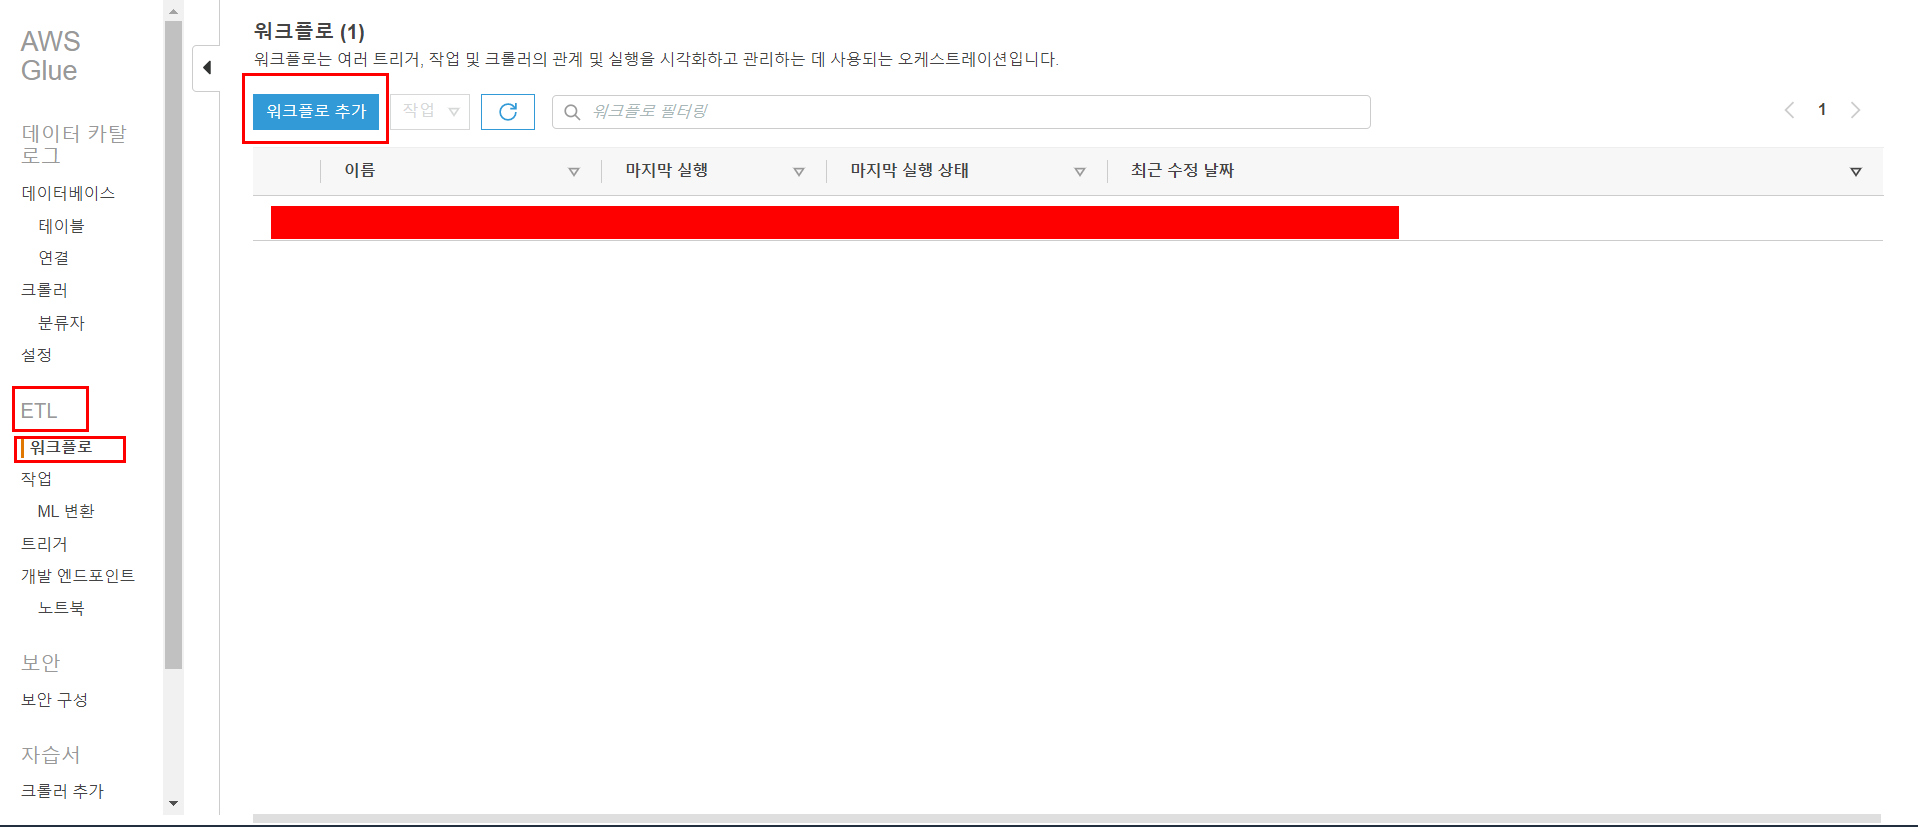 AWS
Glue
데이터 카탈
로그
데이터베이스
테이블
연결
크롤러
분류자
설정
ETL
워크플로
작업
ML 변환
트리거
개발 엔드포인트
노트북
보안
보안 구성
자습서
크롤러 추가
워크플로 (1)
워크플로는 여러 트리거, 작업 및 크롤러의 관계 및 실행을 시각화하고 관리하는 데 사용되는 오케스트레이션입니다.
워크플로 추가 작업 워크플로 필터링 1
이름 마지막 실행 마지막 실행 상태 최근 수정 날짜